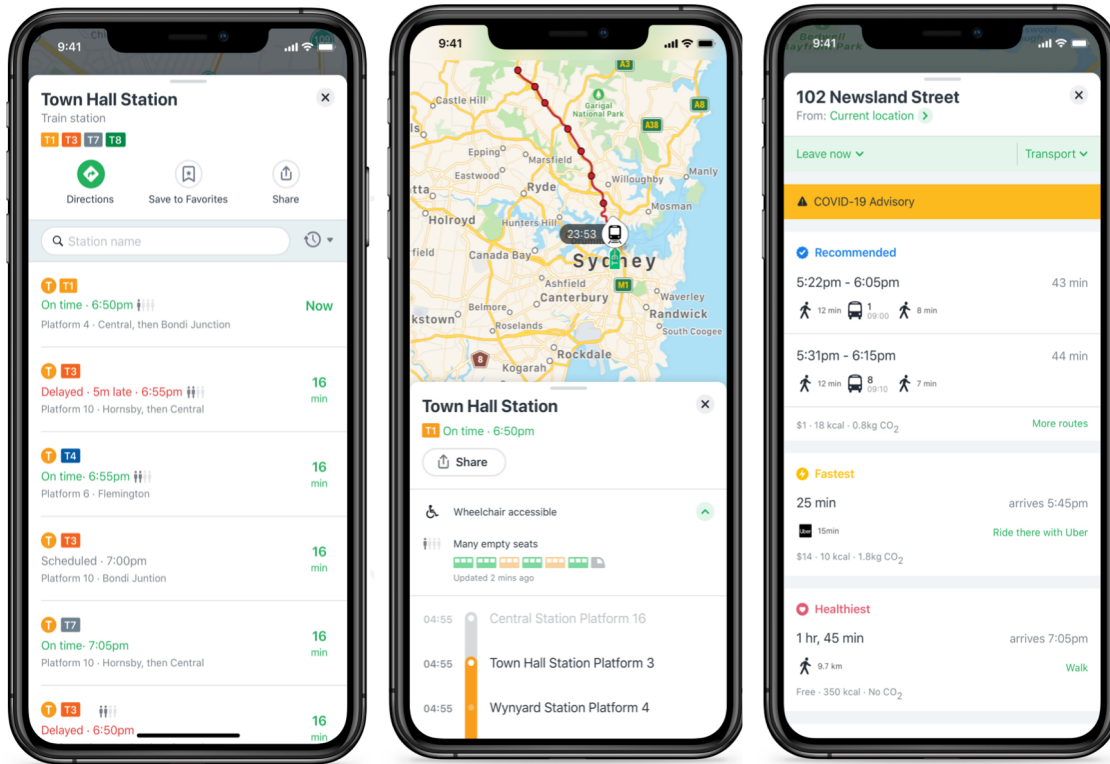 9:41
109
Town Hall Station
Train station
T1 T3 T7 T8
Directions
Save to Favorites
Share
Station name
T T1
On time · 6:50pm
Now
Platform 4 · Central, then Bondi Junction
T T3
Delayed · 5m late · 6:55pm
16
min
Platform 10 · Hornsby, then Central
T T4
On time· 6:55pm
16
min
Platform 6 · Flemington
T T3
Scheduled · 7:00pm
16
min
Platform 10 · Bondi Juntion
T T7
On time· 7:05pm
16
min
Platform 10 · Hornsby, then Central
T T3
Delayed · 6:50pm
16
min
9:41
A3
Castle Hill
Garigal
National Park
A8
A38
Epping
Marsfield
Eastwood
Manly
Ryde
Willoughby
Mosman
Holroyd
Hunters Hill
23:53
Canada Bay
Sydney
Ashfield
M1
Canterbury
Waverley
Belmore
Randwick
Roselands
South Coogee
8
Rockdale
Kogarah
Town Hall Station
T1 On time · 6:50pm
Share
Wheelchair accessible
Many empty seats
Updated 2 mins ago
04:55 Central Station Platform 16
04:55 Town Hall Station Platform 3
04:55 Wynyard Station Platform 4
9:41
102 Newsland Street
From: Current location
Leave now
Transport
COVID-19 Advisory
Recommended
5:22pm - 6:05pm
43 min
12 min 1 09:00 8 min
5:31pm - 6:15pm
44 min
12 min 8 09:10 7 min
$1 · 18 kcal · 0.8kg CO2
More routes
Fastest
25 min
arrives 5:45pm
Uber 15min
Ride there with Uber
$14 · 10 kcal · 1.8kg CO2
Healthiest
1 hr, 45 min
arrives 7:05pm
9.7 km
Walk
Free · 350 kcal · No CO2